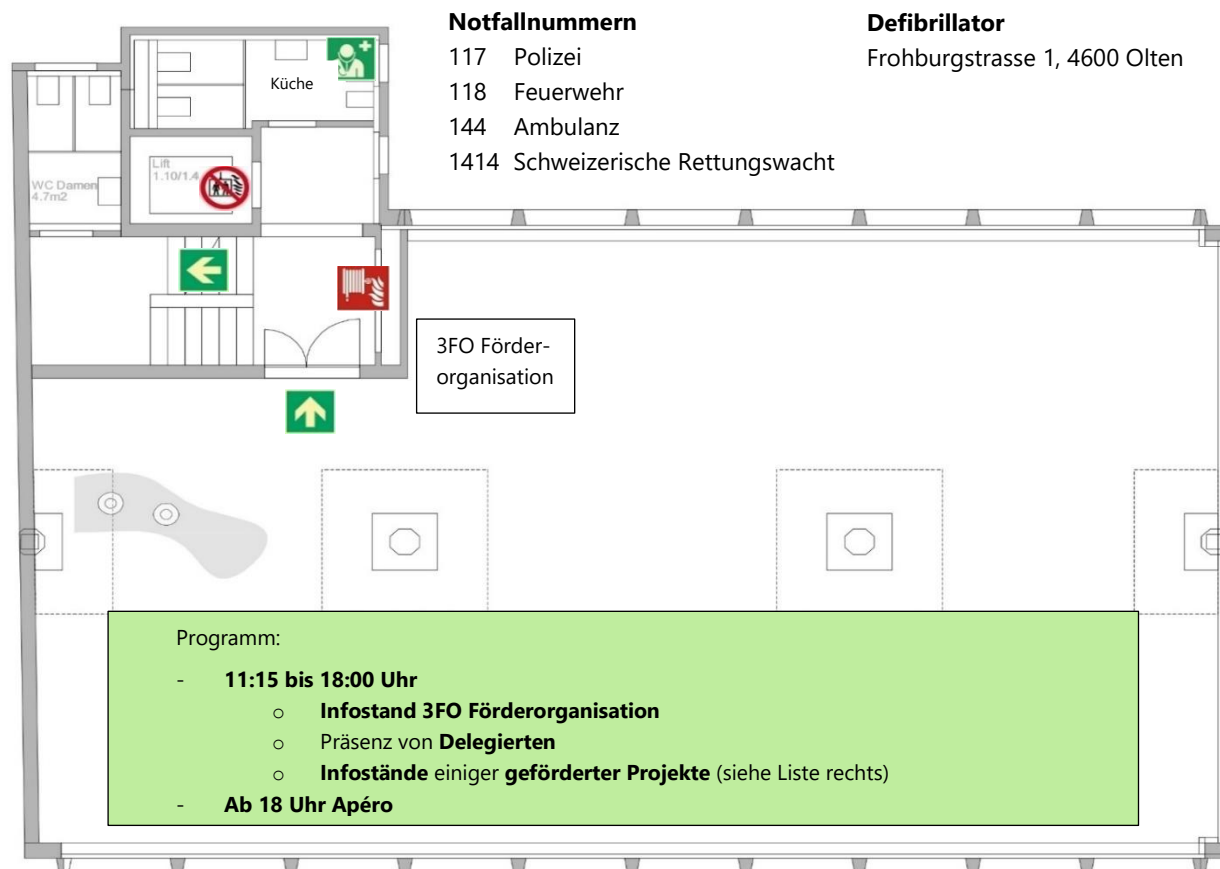 Notfallnummern
117 Polizei
118 Feuerwehr
144 Ambulanz
1414 Schweizerische Rettungswacht
Defibrillator
Frohburgstrasse 1, 4600 Olten
Küche
Lift
1.10/1.4
WC Damen
4.7m2
3FO Förder-
organisation
Programm:
- 11:15 bis 18:00 Uhr
o Infostand 3FO Förderorganisation
o Präsenz von Delegierten
o Infostände einiger geförderter Projekte (siehe Liste rechts)
- Ab 18 Uhr Apéro